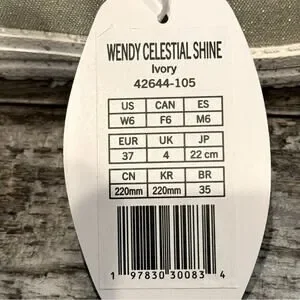 WENDY CELESTIAL SHINE
Ivory
42644-105
US CAN ES
W6 F6 M6
EUR UK JP
37 4 22 cm
CN KR BR
220mm 220mm 35
1 97830 30083 4